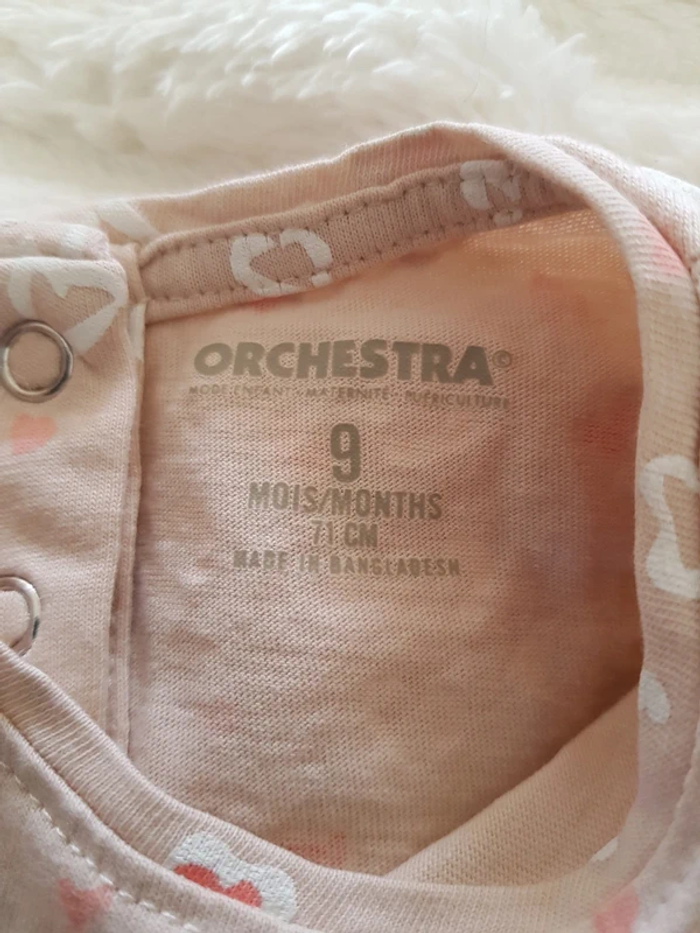 ORCHESTRA©
MODE ENFANT - MATERNITÉ - PUÉRICULTURE
9
MOIS/MONTHS
71 CM
MADE IN BANGLADESH